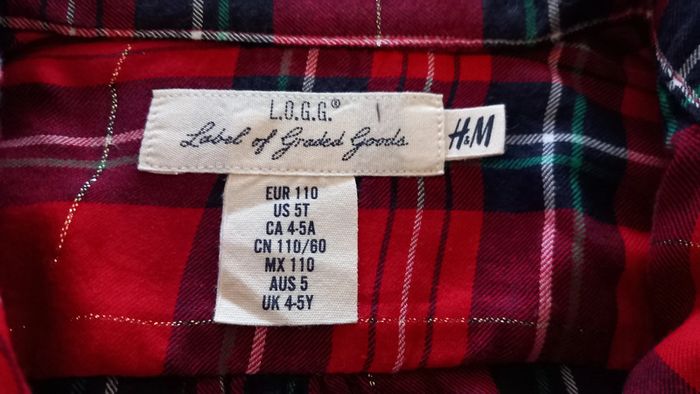 L.O.G.G.®
Label of Graded Goods
H&M
EUR 110
US 5T
CA 4-5A
CN 110/60
MX 110
AUS 5
UK 4-5Y